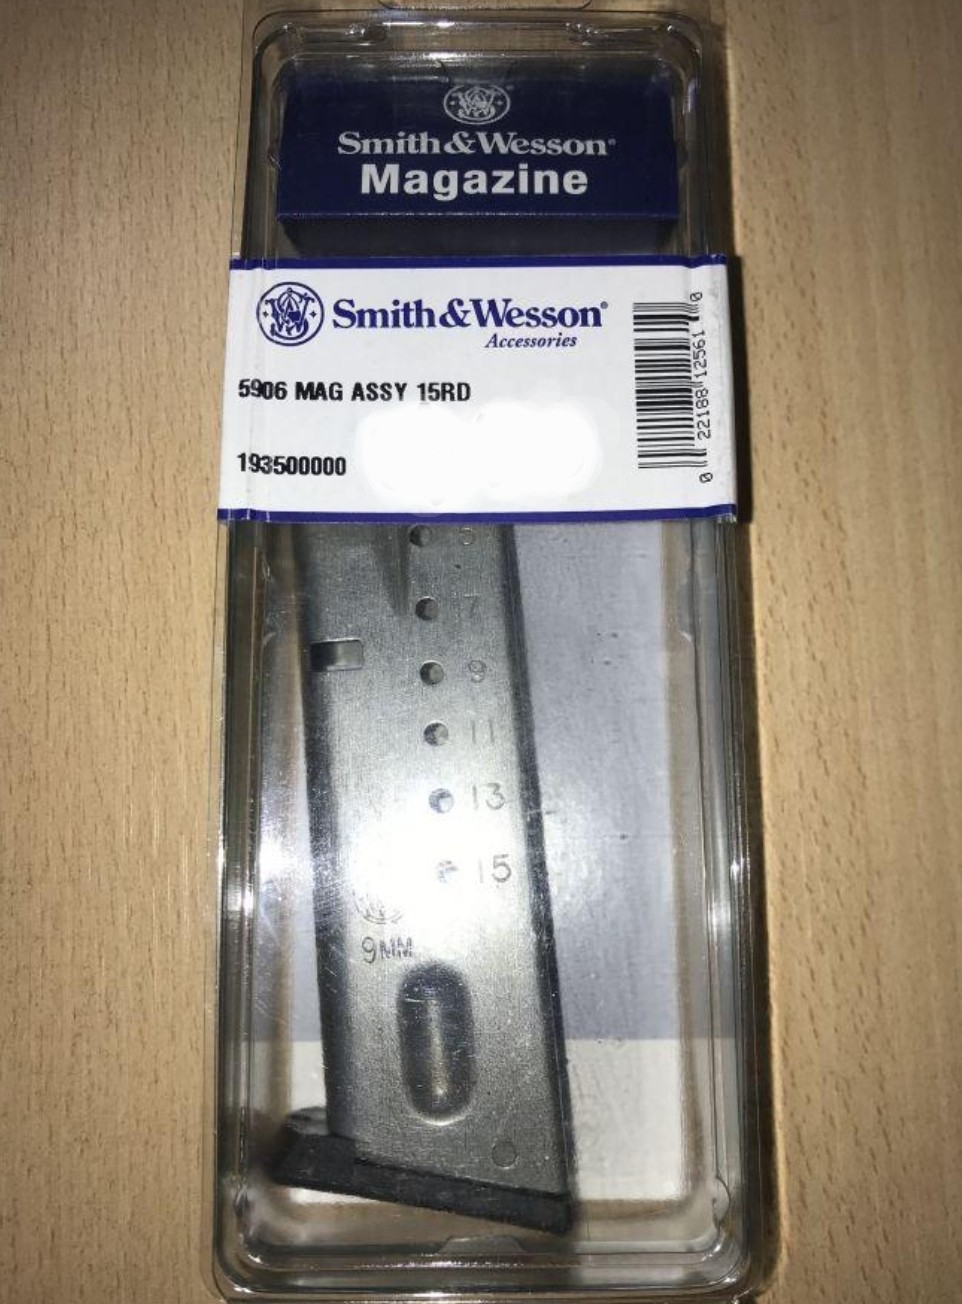 Smith&Wesson®
Magazine
Smith&Wesson®
Accessories
5906 MAG ASSY 15RD
193500000
0 22188 12561 0
7
9
11
13
15
9MM